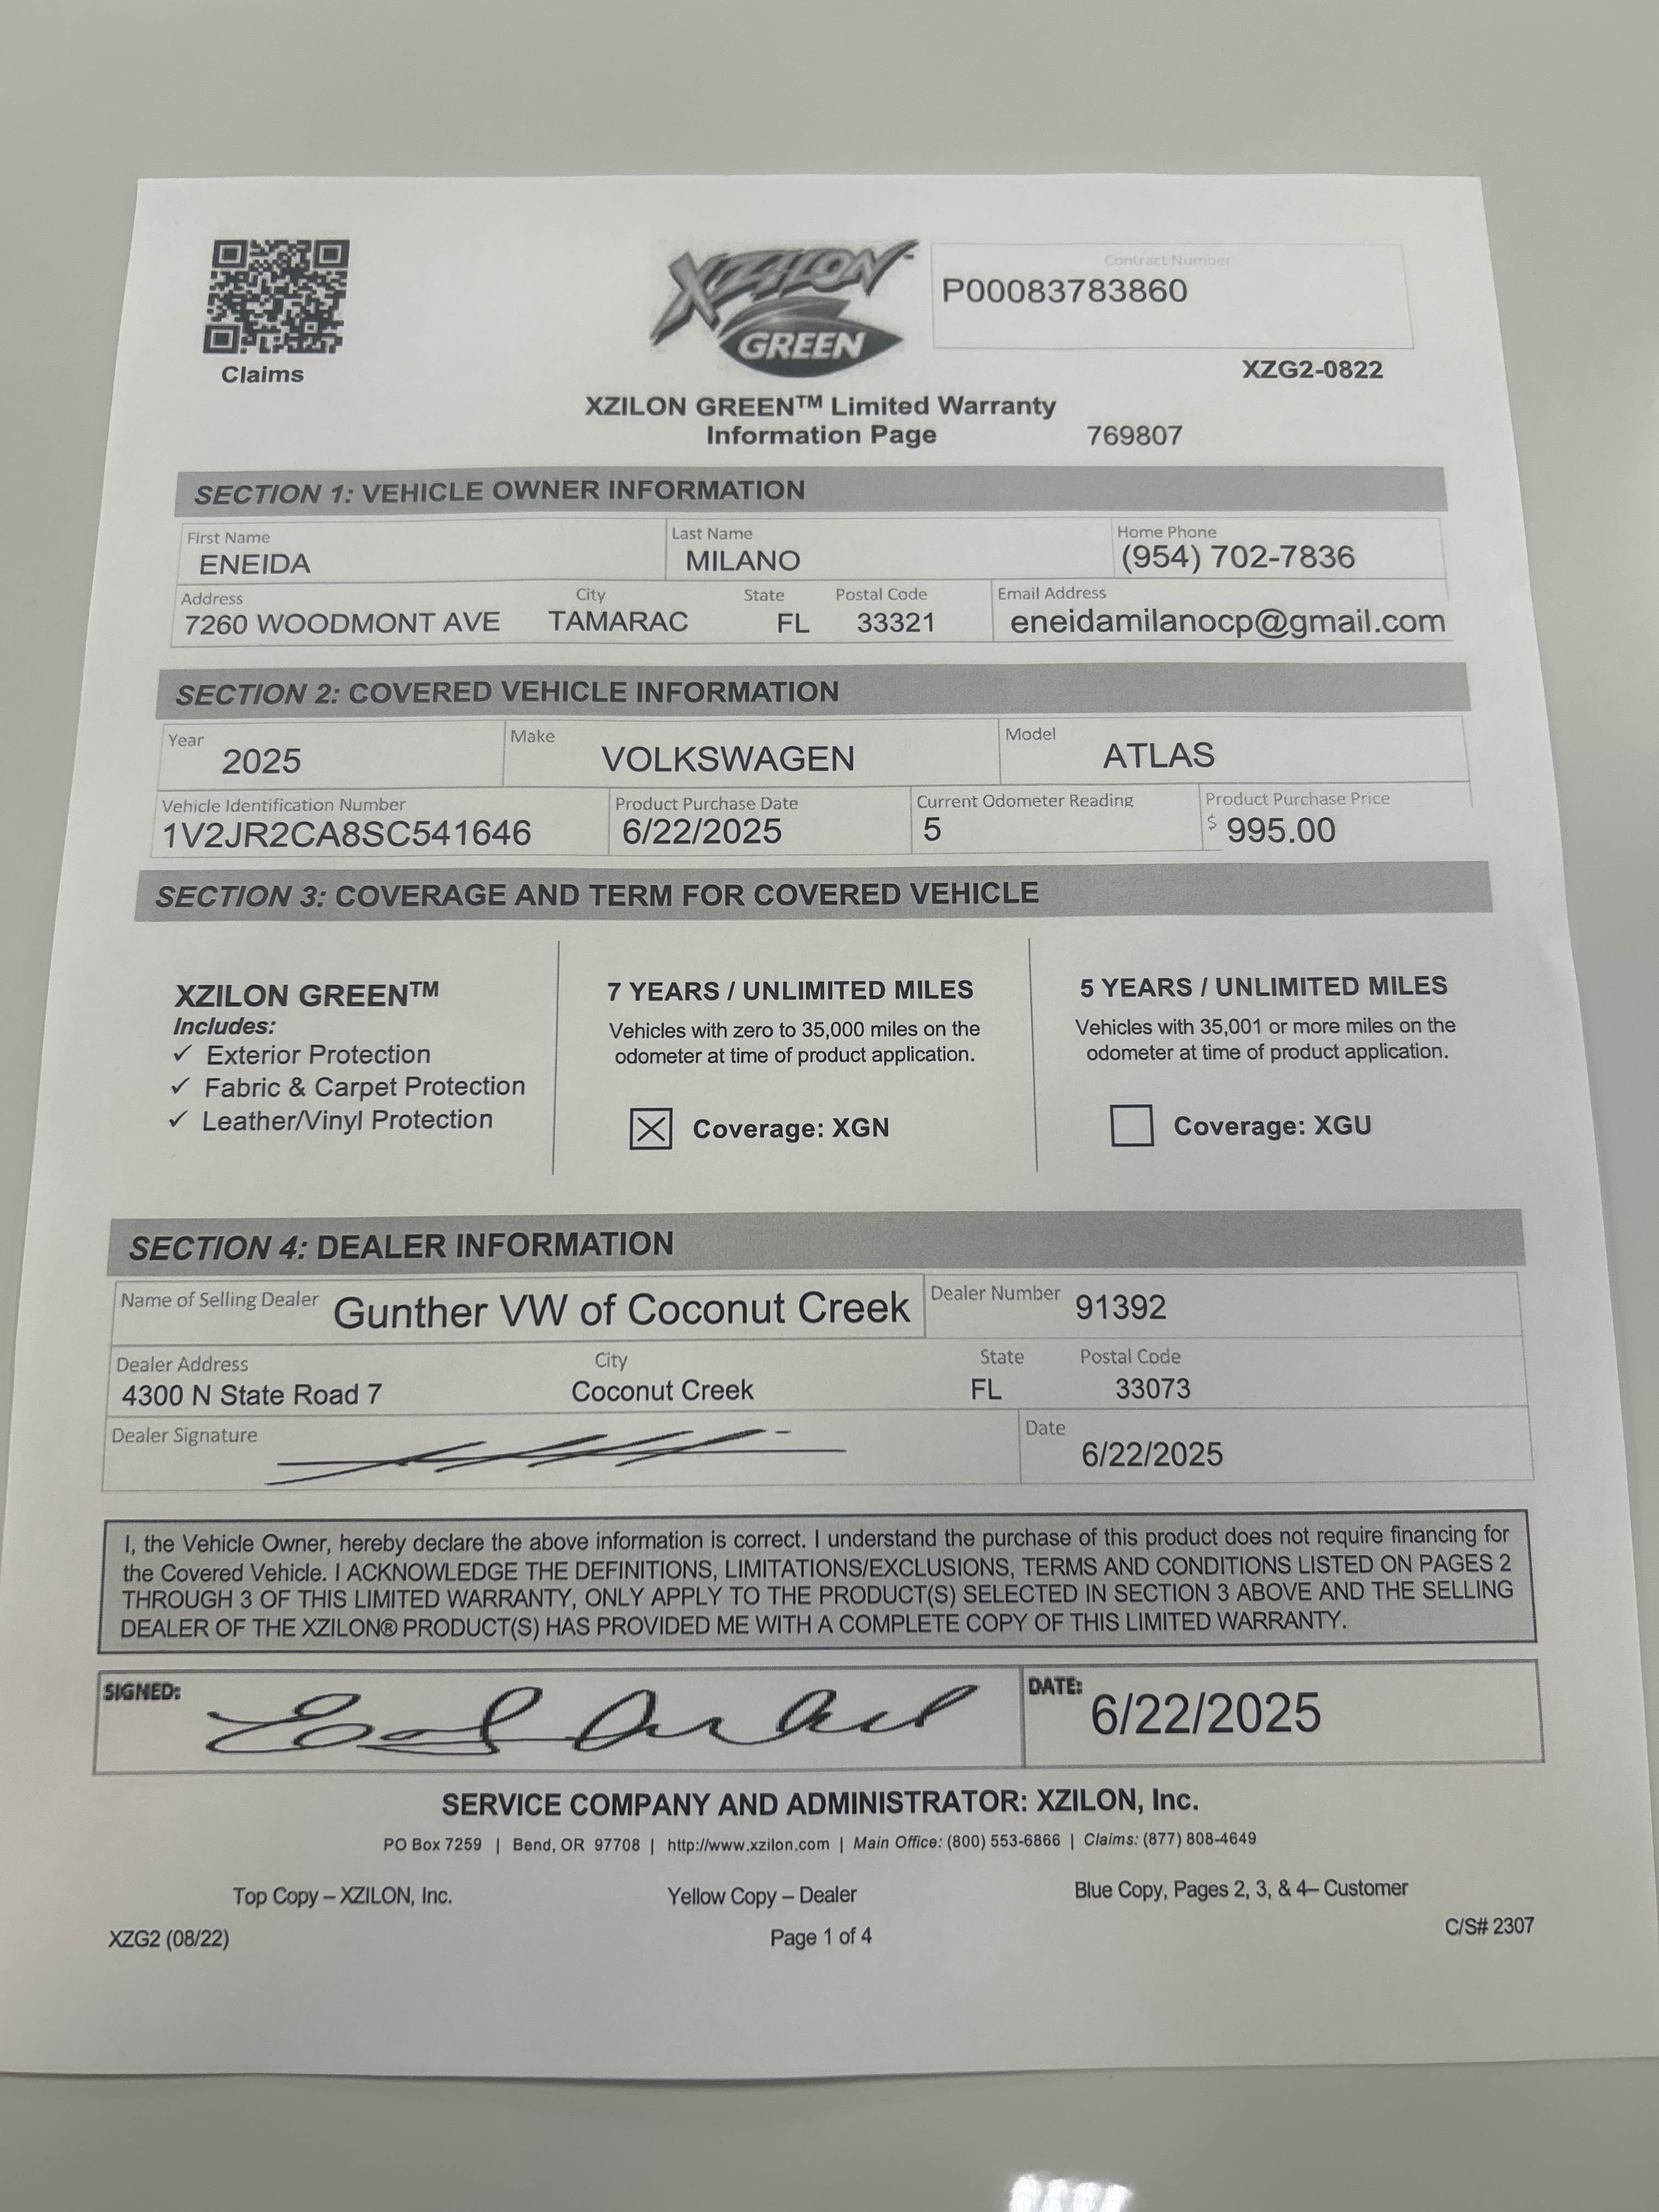 Claims
XZILON
GREEN
Contract Number
P00083783860
XZG2-0822
XZILON GREEN™ Limited Warranty
Information Page
769807
SECTION 1: VEHICLE OWNER INFORMATION
First Name Last Name Home Phone
ENEIDA MILANO (954) 702-7836
Address City State Postal Code Email Address
7260 WOODMONT AVE TAMARAC FL 33321 eneidamilanocp@gmail.com
SECTION 2: COVERED VEHICLE INFORMATION
Year Make Model
2025 VOLKSWAGEN ATLAS
Vehicle Identification Number Product Purchase Date Current Odometer Reading Product Purchase Price
1V2JR2CA8SC541646 6/22/2025 5 $ 995.00
SECTION 3: COVERAGE AND TERM FOR COVERED VEHICLE
XZILON GREEN™
Includes:
✓ Exterior Protection
✓ Fabric & Carpet Protection
✓ Leather/Vinyl Protection
7 YEARS / UNLIMITED MILES
Vehicles with zero to 35,000 miles on the
odometer at time of product application.
☒ Coverage: XGN
5 YEARS / UNLIMITED MILES
Vehicles with 35,001 or more miles on the
odometer at time of product application.
☐ Coverage: XGU
SECTION 4: DEALER INFORMATION
Name of Selling Dealer Gunther VW of Coconut Creek Dealer Number 91392
Dealer Address City State Postal Code
4300 N State Road 7 Coconut Creek FL 33073
Dealer Signature Date
6/22/2025
I, the Vehicle Owner, hereby declare the above information is correct. I understand the purchase of this product does not require financing for
the Covered Vehicle. I ACKNOWLEDGE THE DEFINITIONS, LIMITATIONS/EXCLUSIONS, TERMS AND CONDITIONS LISTED ON PAGES 2
THROUGH 3 OF THIS LIMITED WARRANTY, ONLY APPLY TO THE PRODUCT(S) SELECTED IN SECTION 3 ABOVE AND THE SELLING
DEALER OF THE XZILON® PRODUCT(S) HAS PROVIDED ME WITH A COMPLETE COPY OF THIS LIMITED WARRANTY.
SIGNED: DATE: 6/22/2025
SERVICE COMPANY AND ADMINISTRATOR: XZILON, Inc.
PO Box 7259 | Bend, OR 97708 | http://www.xzilon.com | Main Office: (800) 553-6866 | Claims: (877) 808-4649
Top Copy – XZILON, Inc. Yellow Copy – Dealer Blue Copy, Pages 2, 3, & 4– Customer
XZG2 (08/22) Page 1 of 4 C/S# 2307